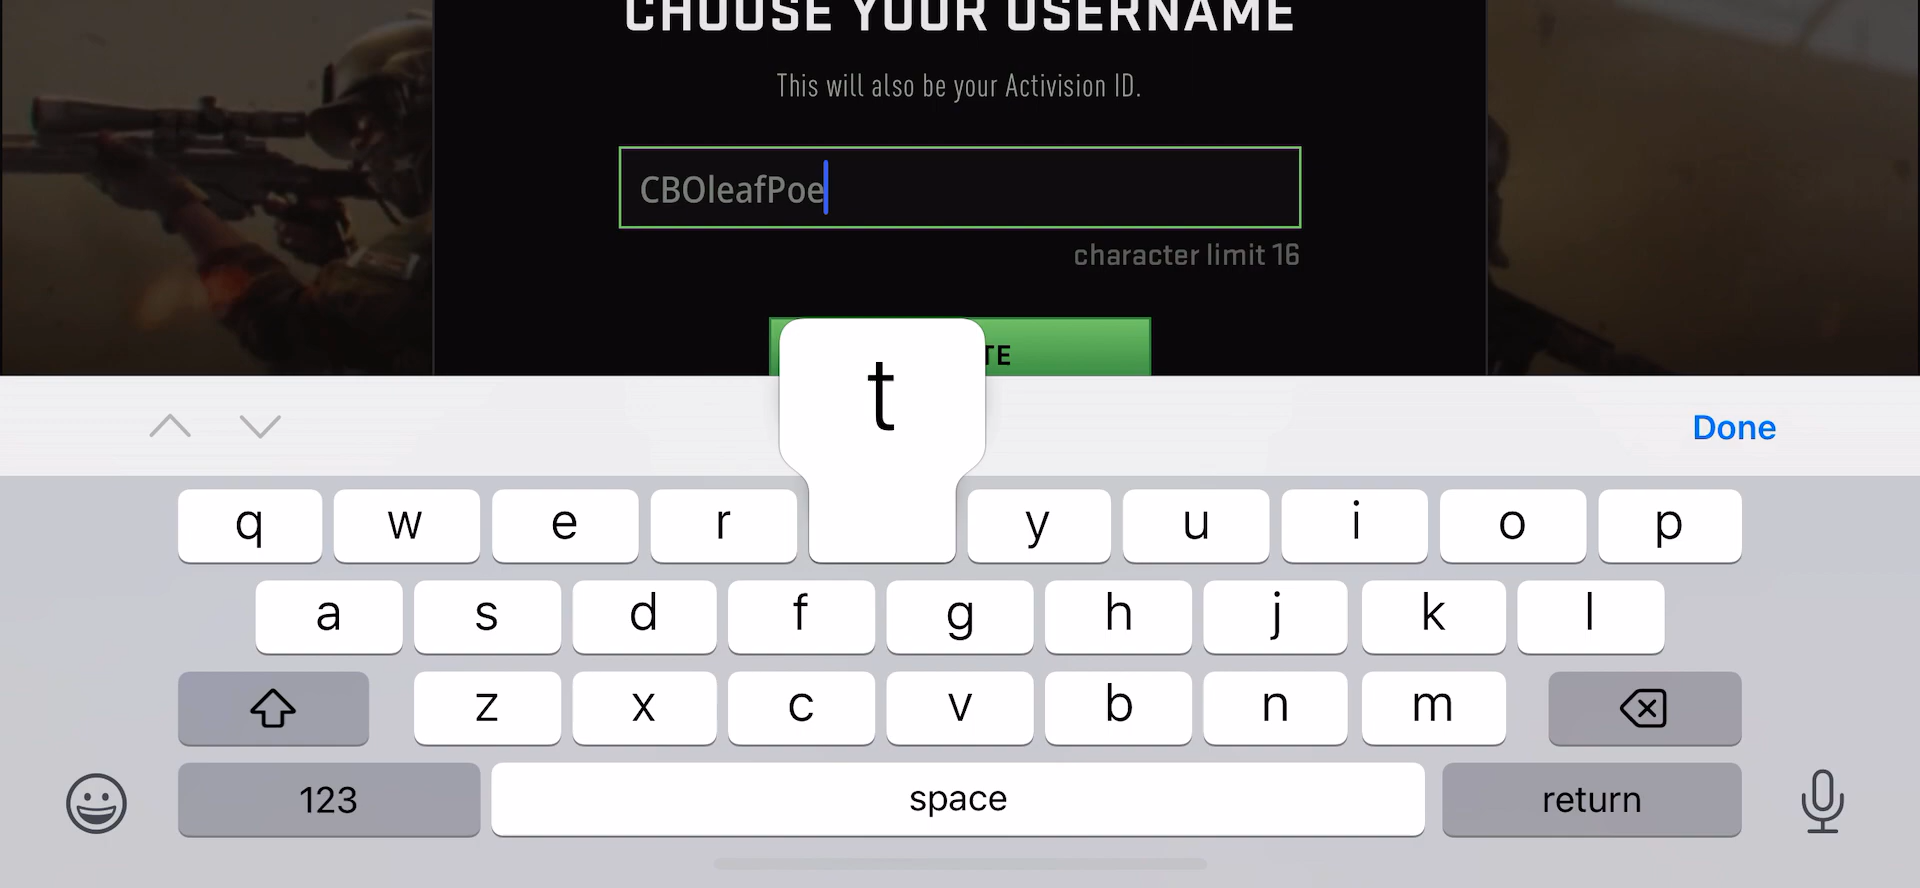 CHOOSE YOUR USERNAME
This will also be your Activision ID.
CBOleafPoe
character limit 16
TE
t
Done
q w e r y u i o p
a s d f g h j k l
z x c v b n m
123 space return